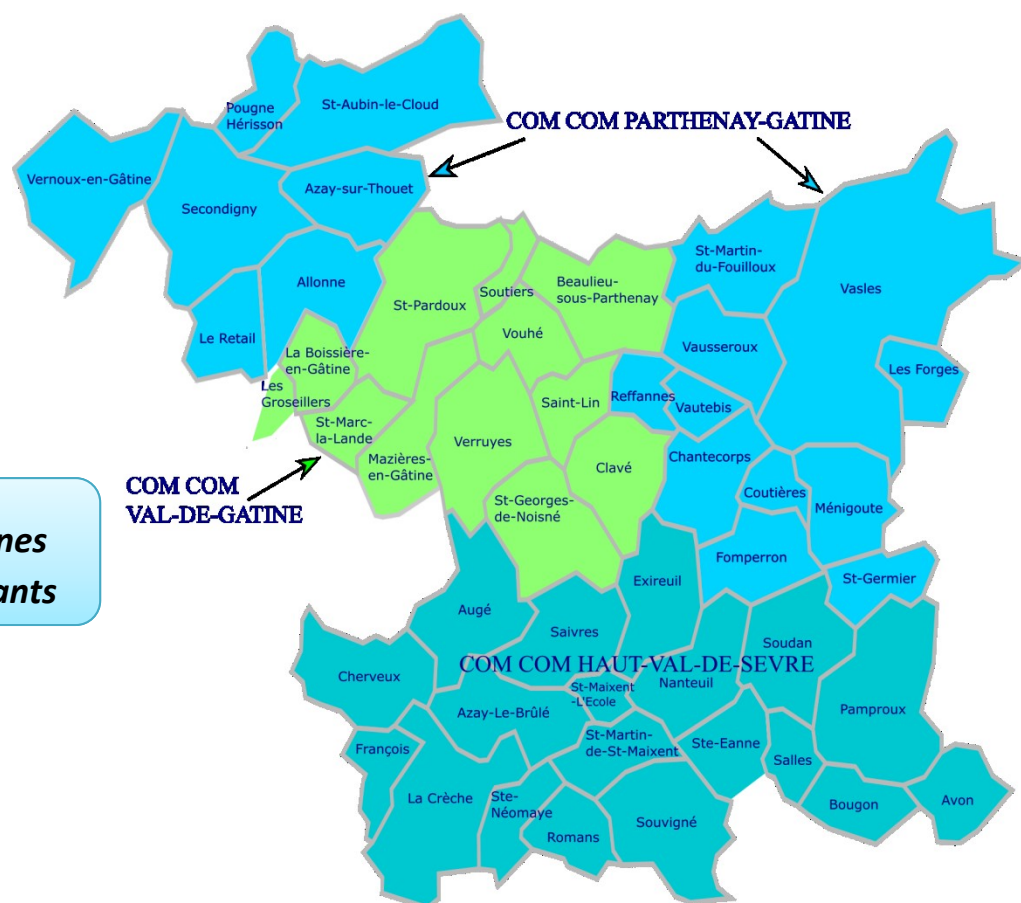 St-Aubin-le-Cloud
Pougne
Hérisson
COM COM PARTHENAY-GATINE
Vernoux-en-Gâtine
Azay-sur-Thouet
Secondigny
St-Martin-
du-Fouilloux
Allonne
Beaulieu-
sous-Parthenay
Soutiers
St-Pardoux
Vasles
Vouhé
Le Retail
Vausseroux
La Boissière-
en-Gâtine
Les Forges
Les
Groseillers
Reffannes
Saint-Lin
Vautebis
St-Marc-
la-Lande
Verruyes
Chantecorps
Mazières-
en-Gâtine
Clavé
COM COM
VAL-DE-GATINE
Coutières
St-Georges-
de-Noisné
Ménigoute
nes
ants
Fomperron
St-Germier
Exireuil
Augé
Saivres
Soudan
COM COM HAUT-VAL-DE-SEVRE
Cherveux
St-Maixent
-L'Ecole
Nanteuil
Pamproux
Azay-Le-Brûlé
St-Martin-
de-St-Maixent
Ste-Eanne
François
Salles
La Crèche
Ste-
Néomaye
Avon
Bougon
Souvigné
Romans